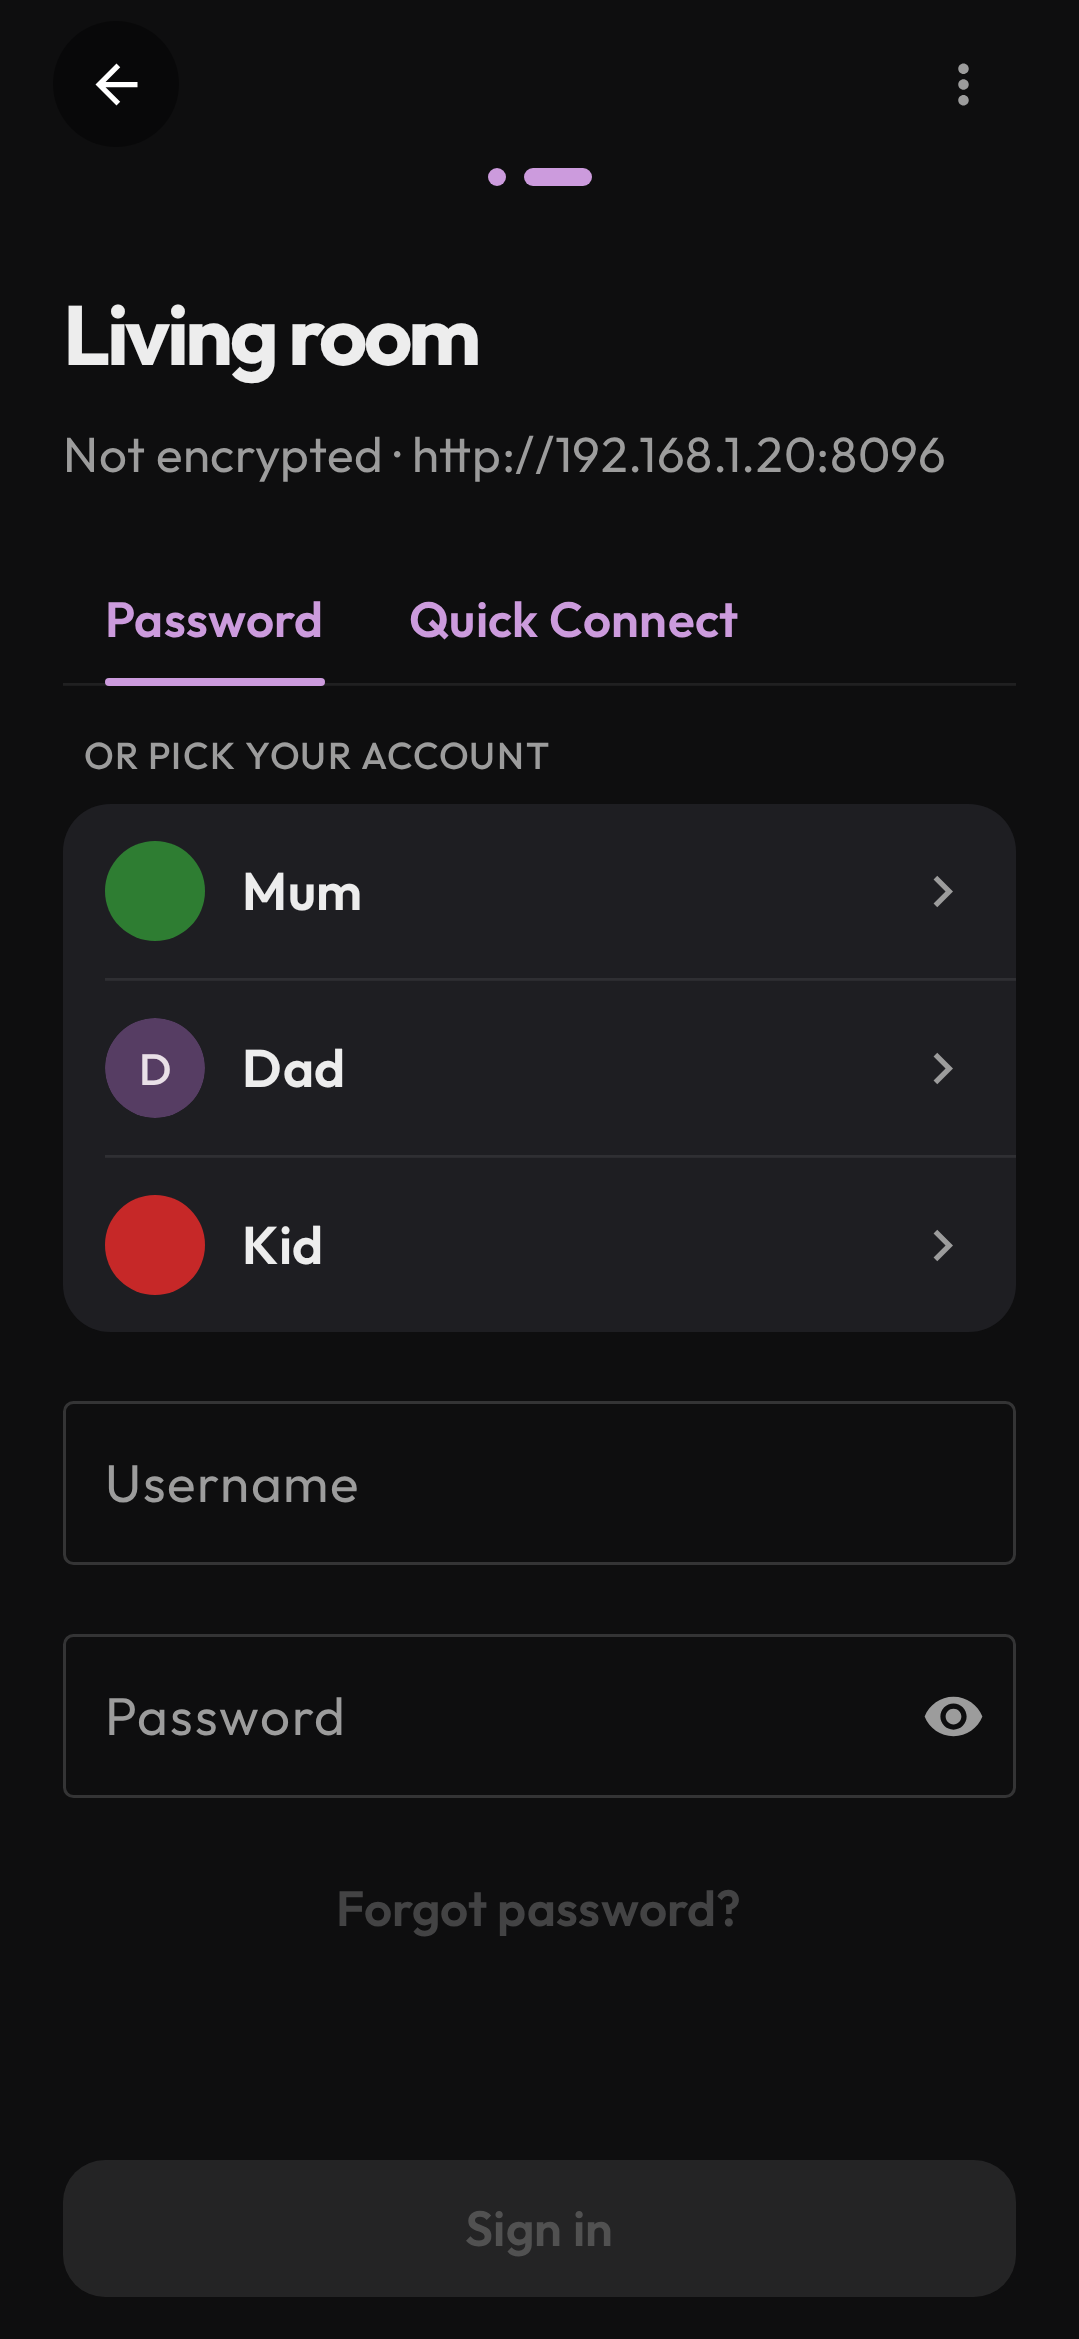 Living room
Not encrypted · http://192.168.1.20:8096
Password Quick Connect
OR PICK YOUR ACCOUNT
Mum
D Dad
Kid
Username
Password
Forgot password?
Sign in